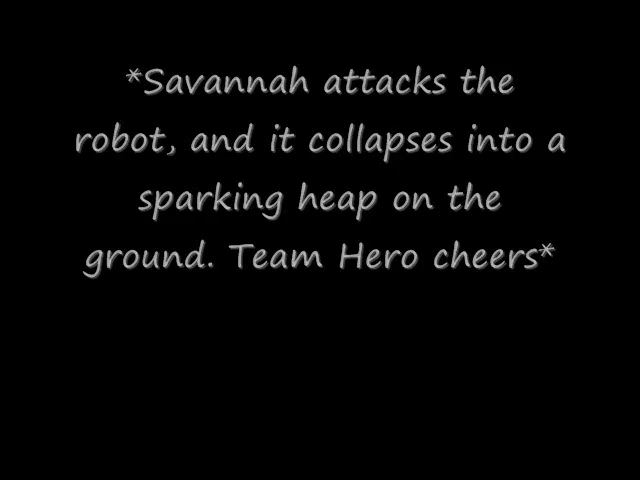 *Savannah attacks the
robot, and it collapses into a
sparking heap on the
ground. Team Hero cheers*